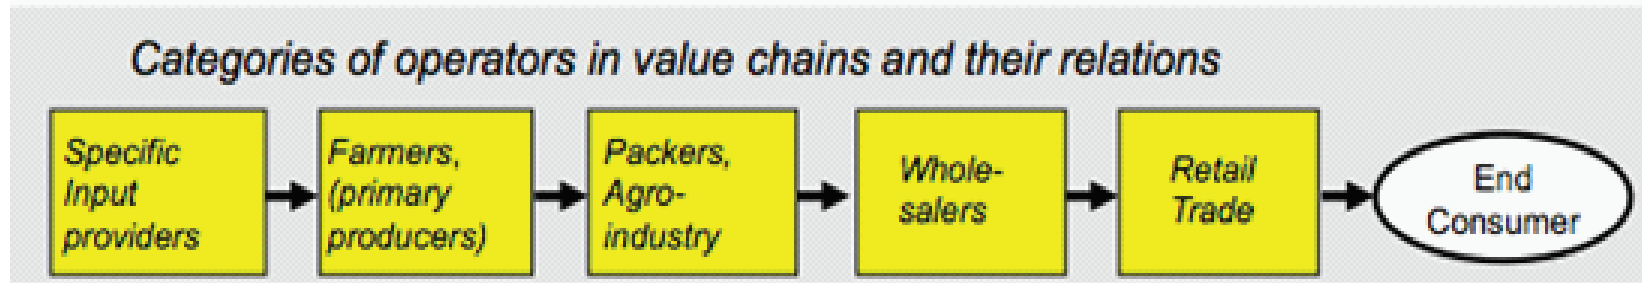 Categories of operators in value chains and their relations
Specific
Input
providers
Farmers,
(primary
producers)
Packers,
Agro-
industry
Whole-
salers
Retail
Trade
End
Consumer